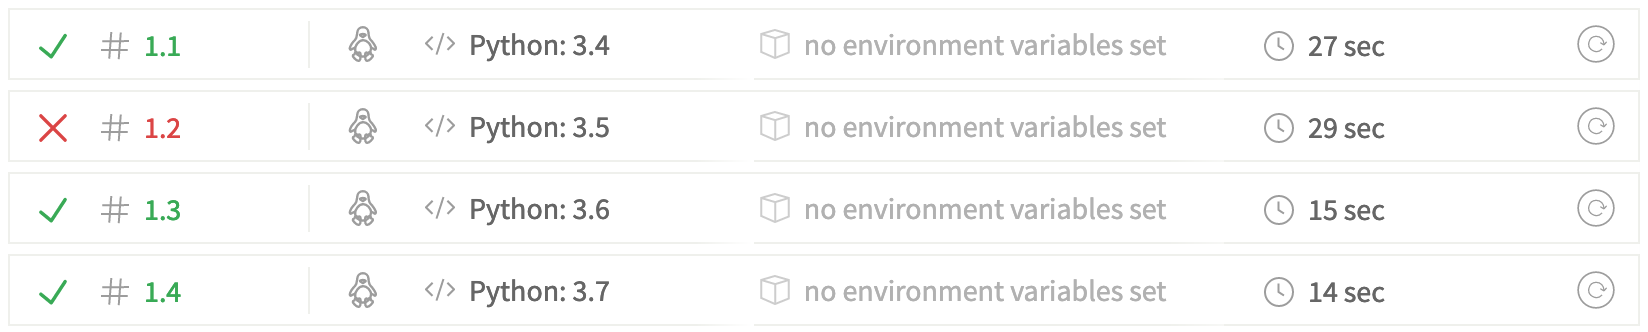 # 1.1 </> Python: 3.4 no environment variables set 27 sec
# 1.2 </> Python: 3.5 no environment variables set 29 sec
# 1.3 </> Python: 3.6 no environment variables set 15 sec
# 1.4 </> Python: 3.7 no environment variables set 14 sec